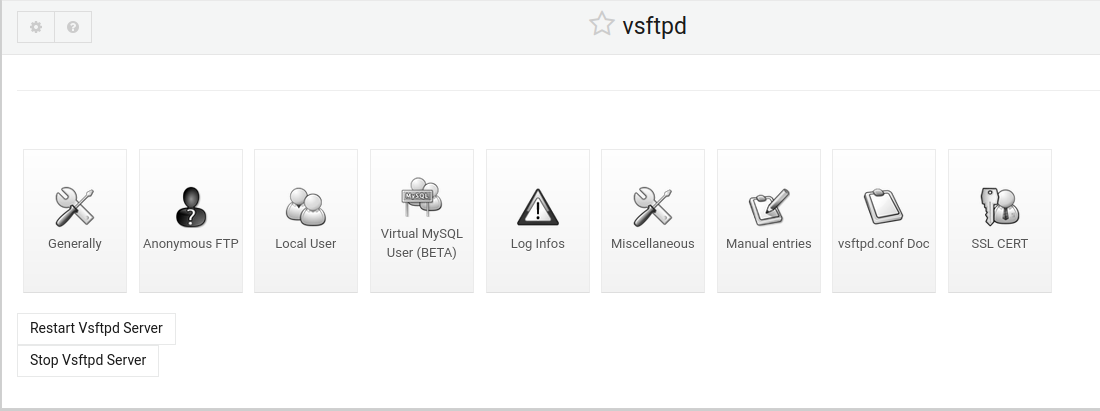 vsftpd
Generally
Anonymous FTP
Local User
MySQL
Virtual MySQL
User (BETA)
Log Infos
Miscellaneous
Manual entries
vsftpd.conf Doc
SSL CERT
Restart Vsftpd Server
Stop Vsftpd Server